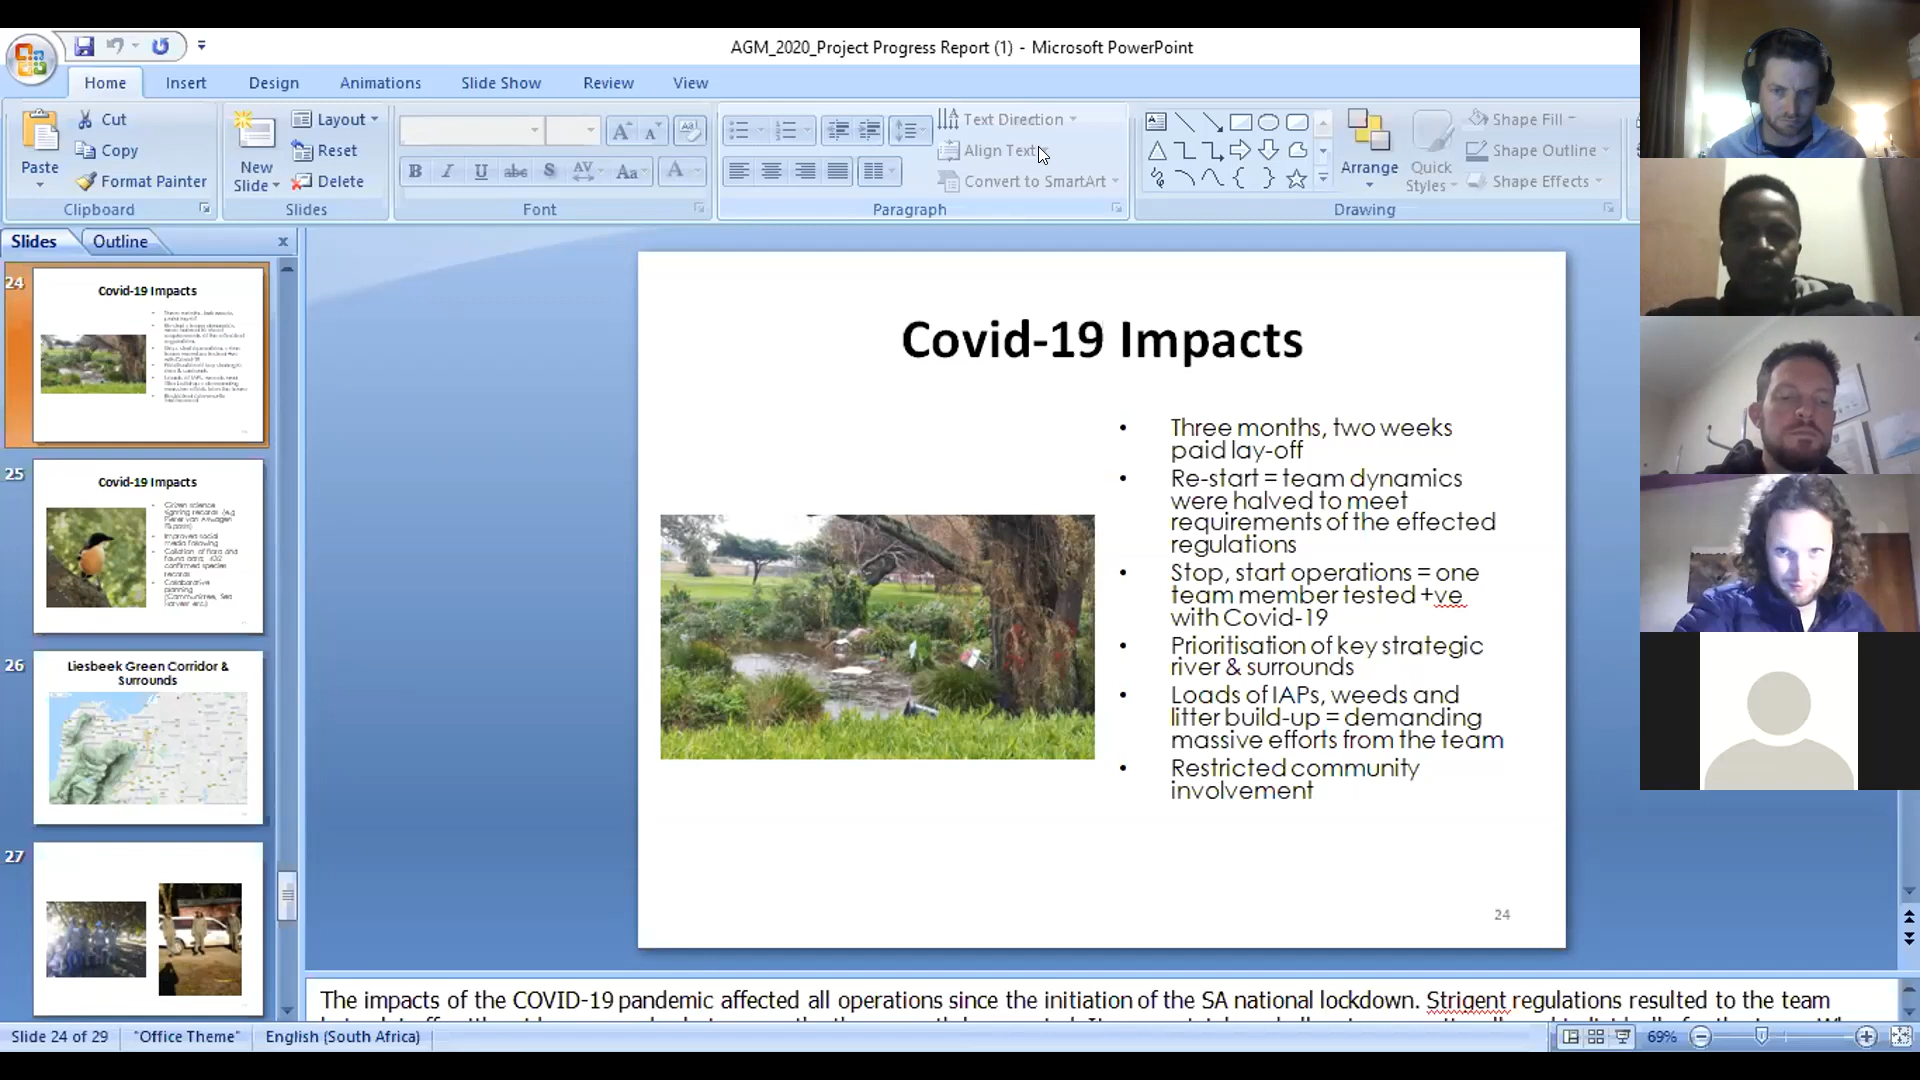 AGM_2020_Project Progress Report (1) - Microsoft PowerPoint
Home Insert Design Animations Slide Show Review View
Paste
Cut
Copy
Format Painter
Clipboard
New Slide
Layout
Reset
Delete
Slides
B I U abc S AV Aa A
Font
Text Direction
Align Text
Convert to SmartArt
Paragraph
Arrange
Quick Styles
Shape Fill
Shape Outline
Shape Effects
Drawing
Slides Outline x
24
Covid-19 Impacts
25
Covid-19 Impacts
26
Liesbeek Green Corridor &
Surrounds
27
Covid-19 Impacts
• Three months, two weeks
paid lay-off
• Re-start = team dynamics
were halved to meet
requirements of the effected
regulations
• Stop, start operations = one
team member tested +ve
with Covid-19
• Prioritisation of key strategic
river & surrounds
• Loads of IAPs, weeds and
litter build-up = demanding
massive efforts from the team
• Restricted community
involvement
24
The impacts of the COVID-19 pandemic affected all operations since the initiation of the SA national lockdown. Strigent regulations resulted to the team
Slide 24 of 29 "Office Theme" English (South Africa) 69%